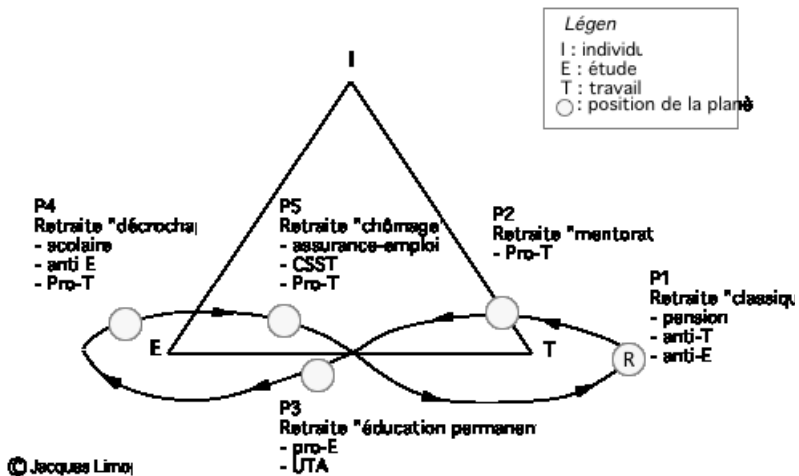 Légen
I : individu
E : étude
T : travail
: position de la planè
I
P4
Retraite "décrocha
- scolaire
- anti E
- Pro-T
P5
Retraite "chômage"
- assurance-emploi
- CSST
- Pro-T
P2
Retraite "mentorat
- Pro-T
P1
Retraite "classiqu
- pension
- anti-T
- anti-E
E
T
R
P3
Retraite "éducation permanen
- pro-E
- UTA
© Jacques Limo